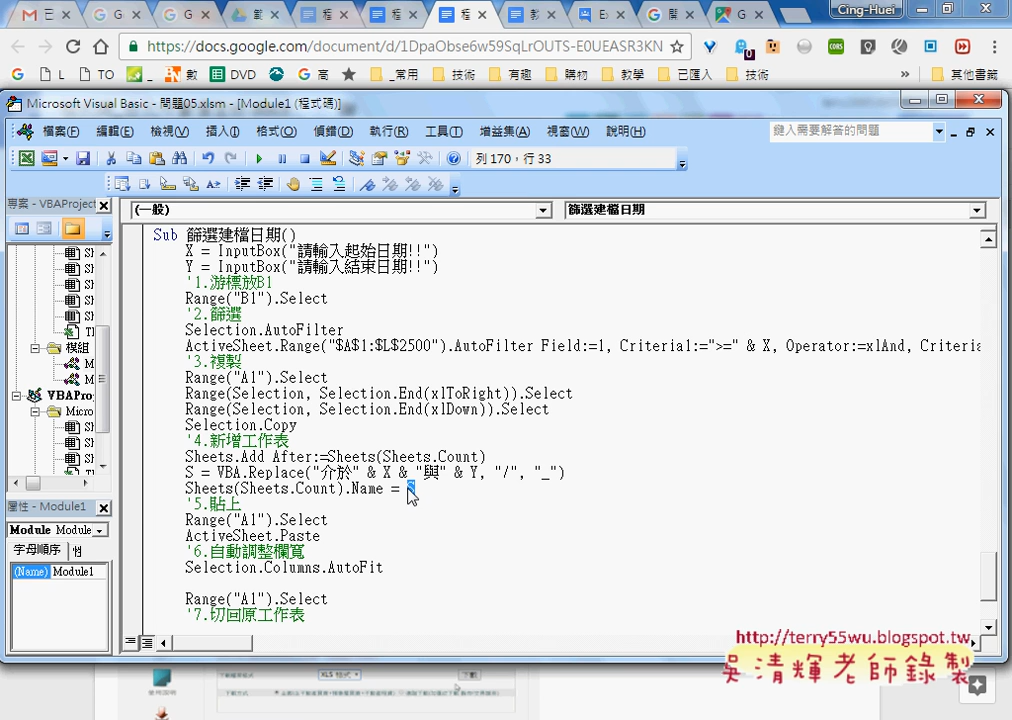 Cing-Huei
https://docs.google.com/document/d/1DpaObse6w59SqLrOUTS-E0UEASR3KN
G L TO 數 DVD G 高 _常用 技術 有趣 購物 教學 已匯入 技術 » 其他書籤
Microsoft Visual Basic - 問題05.xlsm - [Module1 (程式碼)]
檔案(F) 編輯(E) 檢視(V) 插入(I) 格式(O) 偵錯(D) 執行(R) 工具(T) 增益集(A) 視窗(W) 說明(H) 鍵入需要解答的問題
列 170，行 33
專案 - VBAProject
(一般) 篩選建檔日期
Sub 篩選建檔日期()
X = InputBox("請輸入起始日期!!")
Y = InputBox("請輸入結束日期!!")
'1.游標放B1
Range("B1").Select
'2.篩選
Selection.AutoFilter
ActiveSheet.Range("$A$1:$L$2500").AutoFilter Field:=1, Criteria1:=">=" & X, Operator:=xlAnd, Criteria
'3.複製
Range("A1").Select
Range(Selection, Selection.End(xlToRight)).Select
Range(Selection, Selection.End(xlDown)).Select
Selection.Copy
'4.新增工作表
Sheets.Add After:=Sheets(Sheets.Count)
S = VBA.Replace("介於" & X & "與" & Y, "/", "_")
Sheets(Sheets.Count).Name = S
'5.貼上
Range("A1").Select
ActiveSheet.Paste
'6.自動調整欄寬
Selection.Columns.AutoFit
Range("A1").Select
'7.切回原工作表
模組
VBAPro
Micro
屬性 - Module1
Module Module
字母順序
(Name) Module1
http://terry55wu.blogspot.tw
吳清輝老師錄製